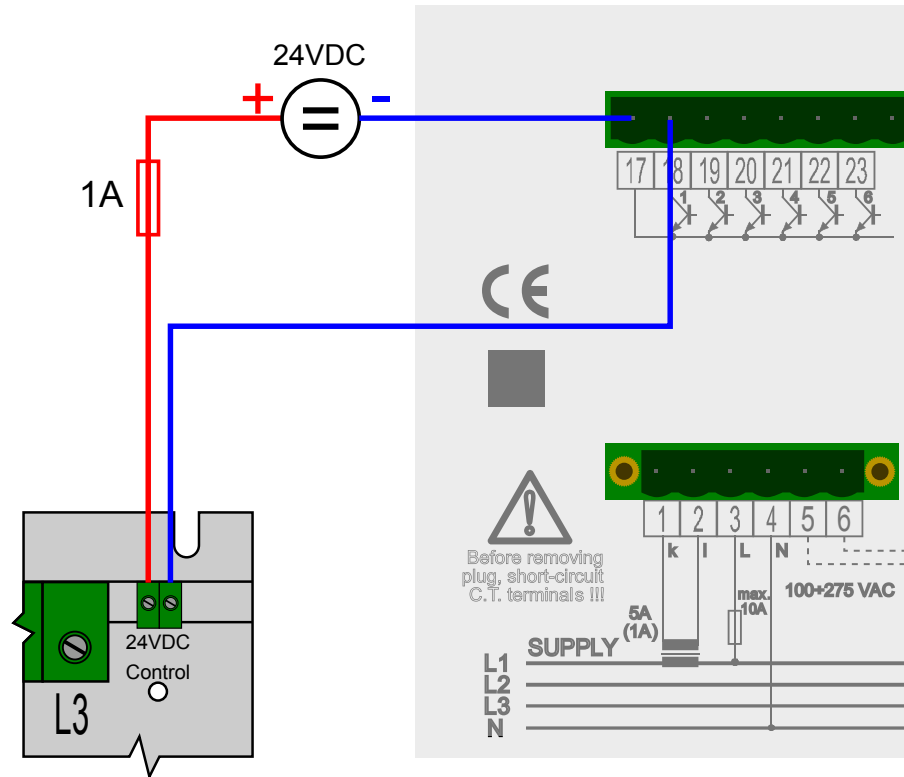 24VDC
+ = -
1A
17 18 19 20 21 22 23
1 2 3 4 5 6
CE
1 2 3 4 5 6
k l L N
Before removing
plug, short-circuit
C.T. terminals !!!
!
max.
10A
100÷275 VAC
5A
(1A)
SUPPLY
L1
L2
L3
N
24VDC
Control
L3